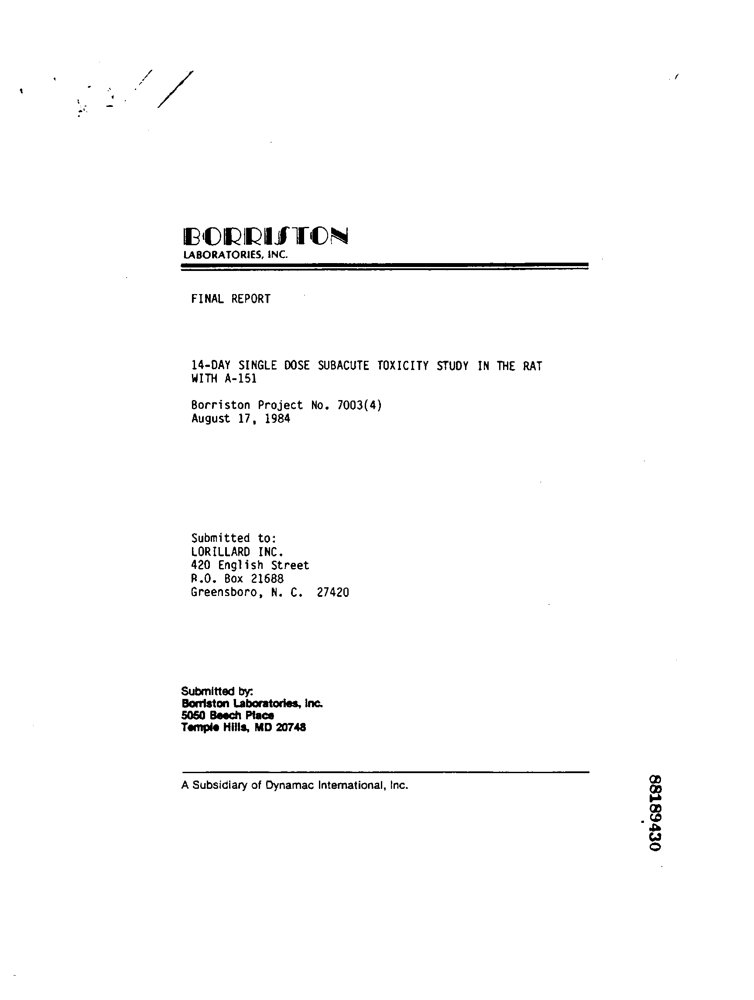 BORRISTON
LABORATORIES, INC.
FINAL REPORT
14-DAY SINGLE DOSE SUBACUTE TOXICITY STUDY IN THE RAT
WITH A-151
Borriston Project No. 7003(4)
August 17, 1984
Submitted to:
LORILLARD INC.
420 English Street
P.O. Box 21688
Greensboro, N. C. 27420
Submitted by:
Borriston Laboratories, Inc.
5050 Beech Place
Temple Hills, MD 20748
A Subsidiary of Dynamac International, Inc.
88189430